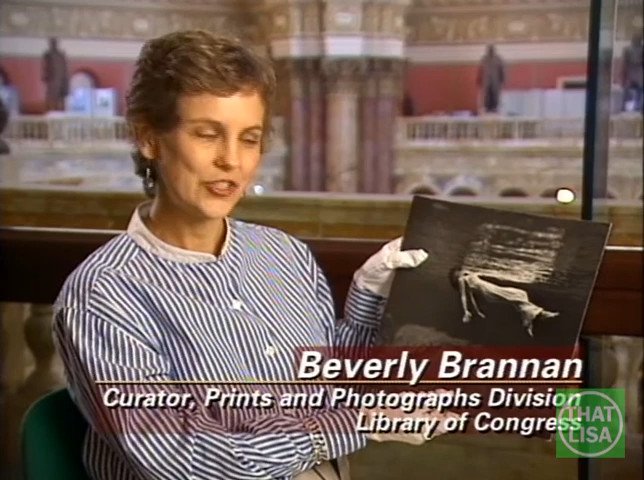 Beverly Brannan
Curator, Prints and Photographs Division
Library of Congress
THAT
LISA